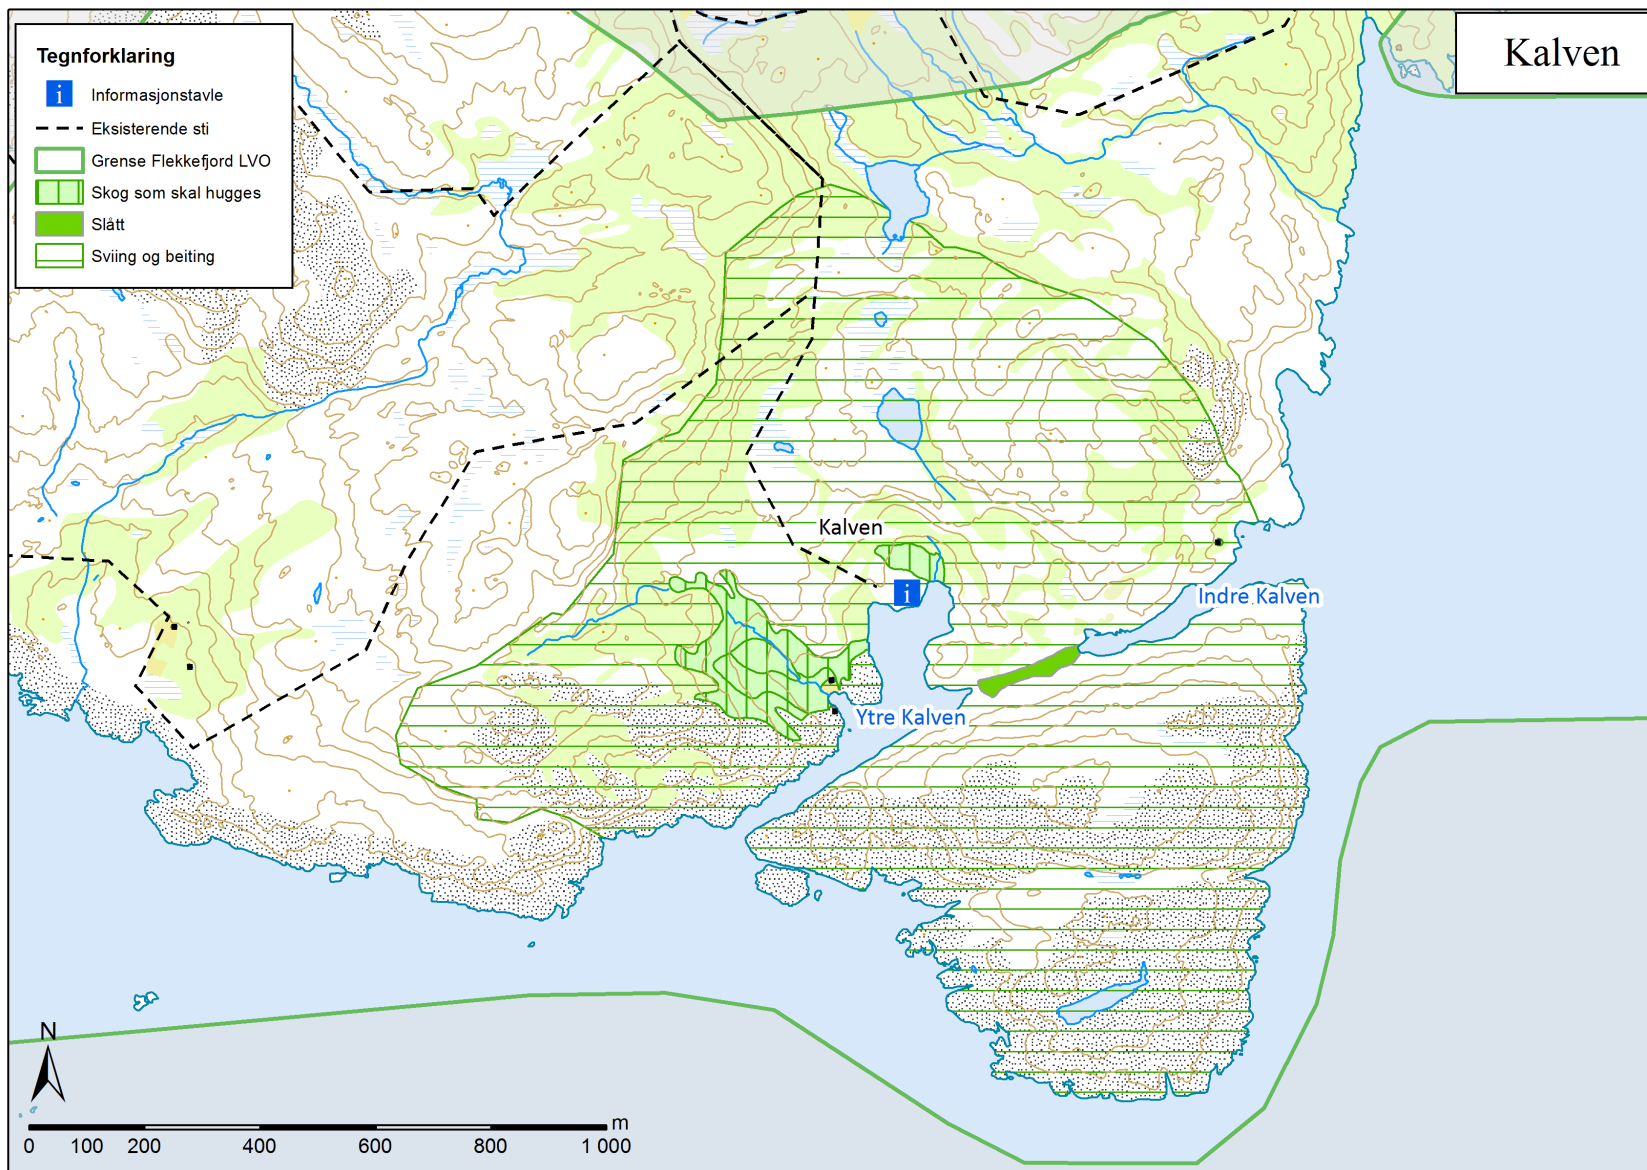 Tegnforklaring
i Informasjonstavle
Eksisterende sti
Grense Flekkefjord LVO
Skog som skal hugges
Slått
Sviing og beiting
Kalven
Kalven
i
Indre Kalven
Ytre Kalven
N
m
0 100 200 400 600 800 1 000